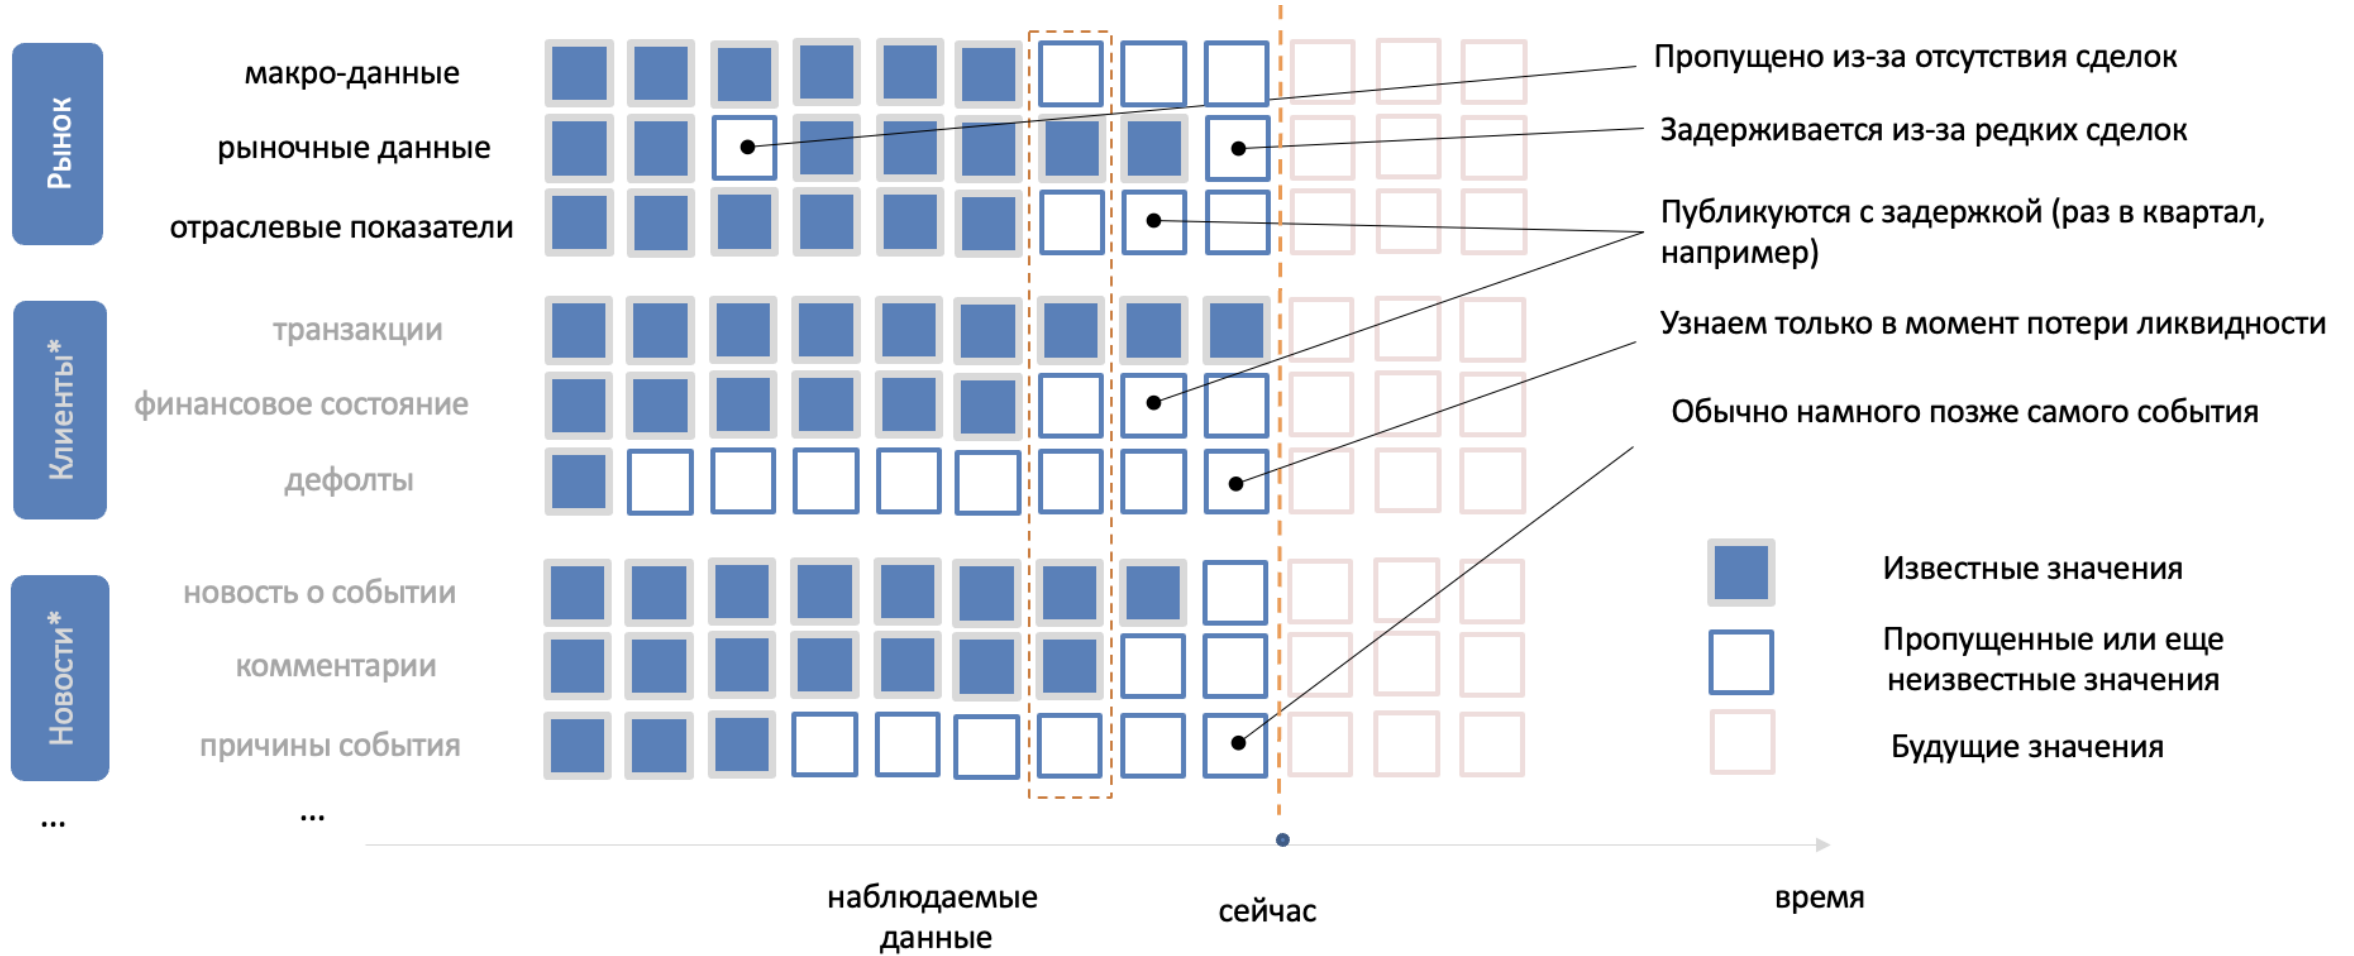 Рынок
макро-данные
рыночные данные
отраслевые показатели
Клиенты*
транзакции
финансовое состояние
дефолты
Новости*
новость о событии
комментарии
причины события
...
...
Пропущено из-за отсутствия сделок
Задерживается из-за редких сделок
Публикуются с задержкой (раз в квартал,
например)
Узнаем только в момент потери ликвидности
Обычно намного позже самого события
Известные значения
Пропущенные или еще
неизвестные значения
Будущие значения
наблюдаемые
данные
сейчас
время